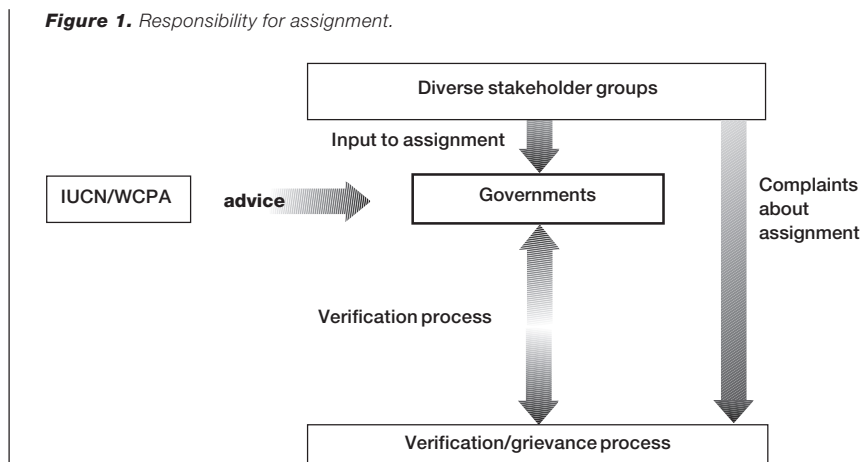 Figure 1. Responsibility for assignment.
Diverse stakeholder groups
Input to assignment
IUCN/WCPA
advice
Governments
Complaints
about
assignment
Verification process
Verification/grievance process